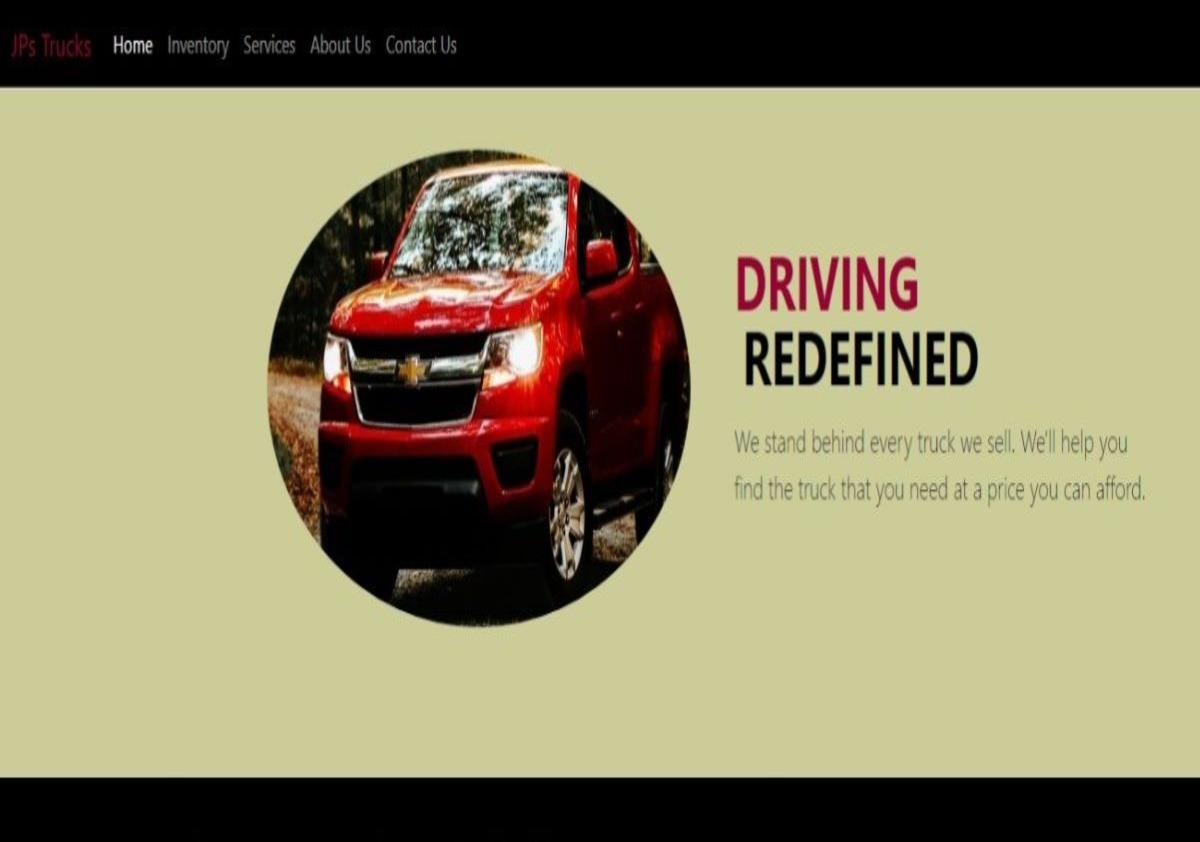 JPs Trucks Home Inventory Services About Us Contact Us
DRIVING
REDEFINED
We stand behind every truck we sell. We'll help you
find the truck that you need at a price you can afford.